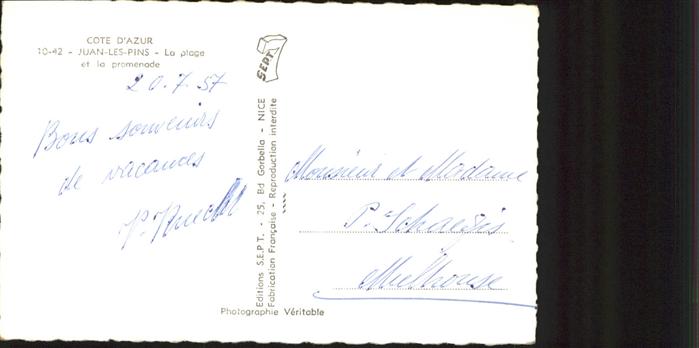 COTE D'AZUR
10-42 - JUAN-LES-PINS - La plage
et la promenade
20.7.57
Bons souvenirs
de vacances
SEPT
Editions S.E.P.T. - 25, Bd Gorbella - NICE
Fabrication Française - Reproduction interdite
Monsieur et Madame
P.
Mulhouse
Photographie Véritable